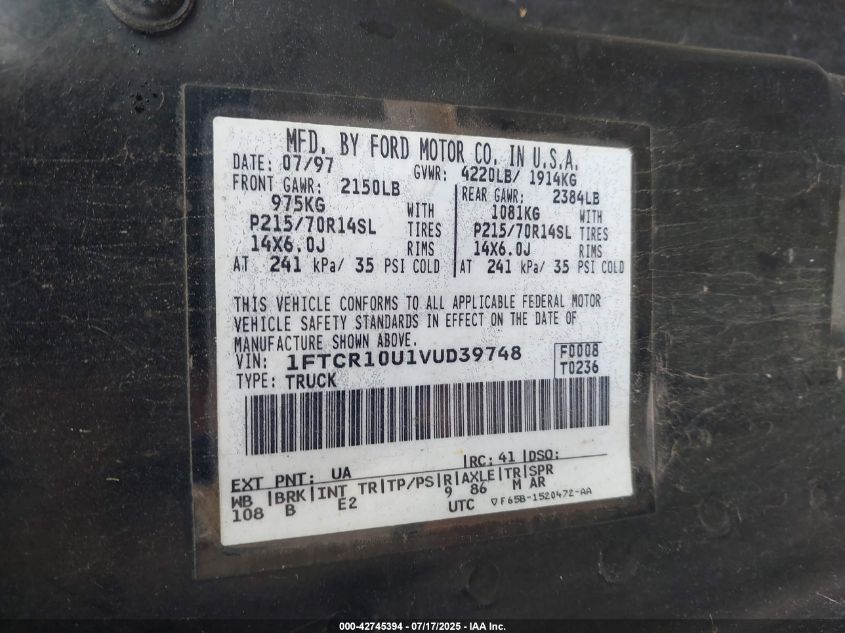 MFD. BY FORD MOTOR CO. IN U.S.A.
DATE: 07/97 GVWR: 4220LB/ 1914KG
FRONT GAWR: 2150LB REAR GAWR: 2384LB
975KG WITH 1081KG WITH
P215/70R14SL TIRES P215/70R14SL TIRES
14X6.0J RIMS 14X6.0J RIMS
AT 241 kPa/ 35 PSI COLD AT 241 kPa/ 35 PSI COLD
THIS VEHICLE CONFORMS TO ALL APPLICABLE FEDERAL MOTOR
VEHICLE SAFETY STANDARDS IN EFFECT ON THE DATE OF
MANUFACTURE SHOWN ABOVE.
VIN: 1FTCR10U1VUD39748 F0008
TYPE: TRUCK T0236
EXT PNT: UA RC: 41 DSO:
WB |BRK|INT TR|TP/PS|R|AXLE|TR|SPR
108 B E2 9 86 M AR
UTC ▽F65B-1520472-AA
000-42745394 / 07/17/2025 - IAA Inc.